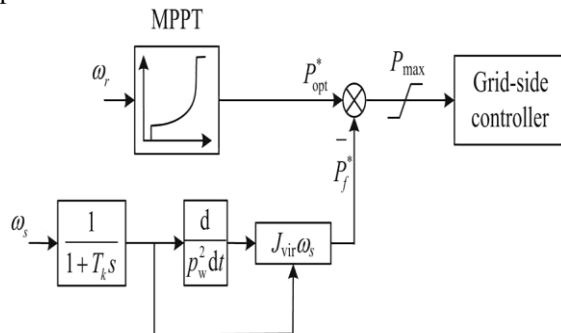 MPPT
ω_r
P*_opt
P_max
Grid-side
controller
−
P*_f
ω_s
1
1+T_k s
d
p_w^2 dt
J_vir ω_s